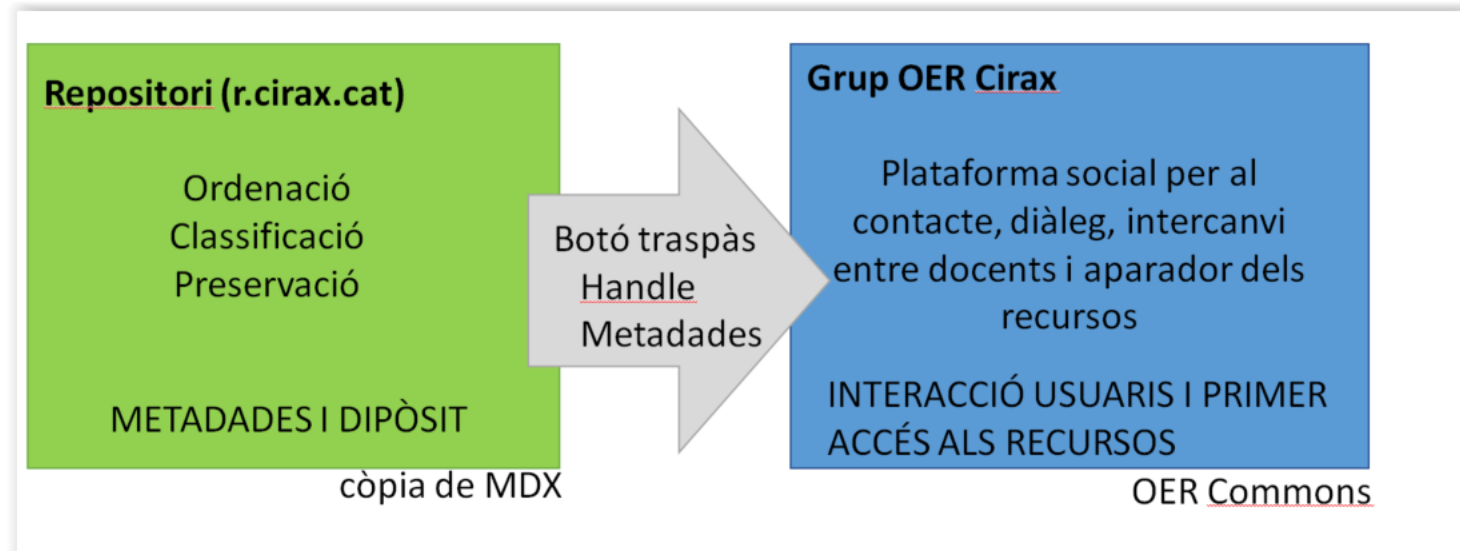 Repositori (r.cirax.cat)
Ordenació
Classificació
Preservació
METADADES I DIPÒSIT
còpia de MDX
Botó traspàs
Handle
Metadades
Grup OER Cirax
Plataforma social per al
contacte, diàleg, intercanvi
entre docents i aparador dels
recursos
INTERACCIÓ USUARIS I PRIMER
ACCÉS ALS RECURSOS
OER Commons